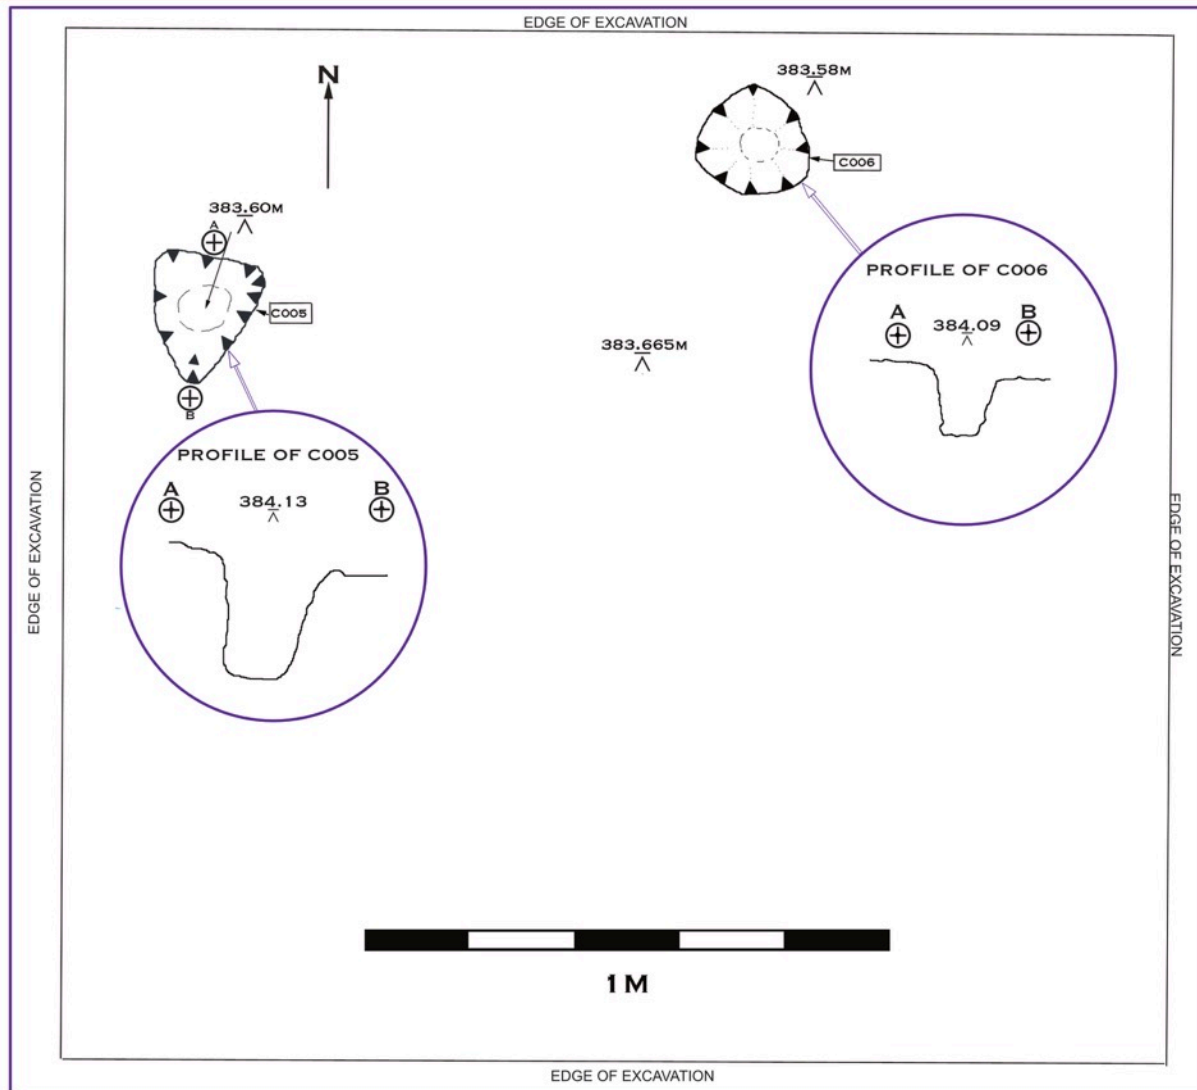 EDGE OF EXCAVATION
N
383.58M
C006
383.60M
A
C005
B
383.665M
PROFILE OF C006
A
384.09
B
PROFILE OF C005
A
384.13
B
EDGE OF EXCAVATION
EDGE OF EXCAVATION
1M
EDGE OF EXCAVATION